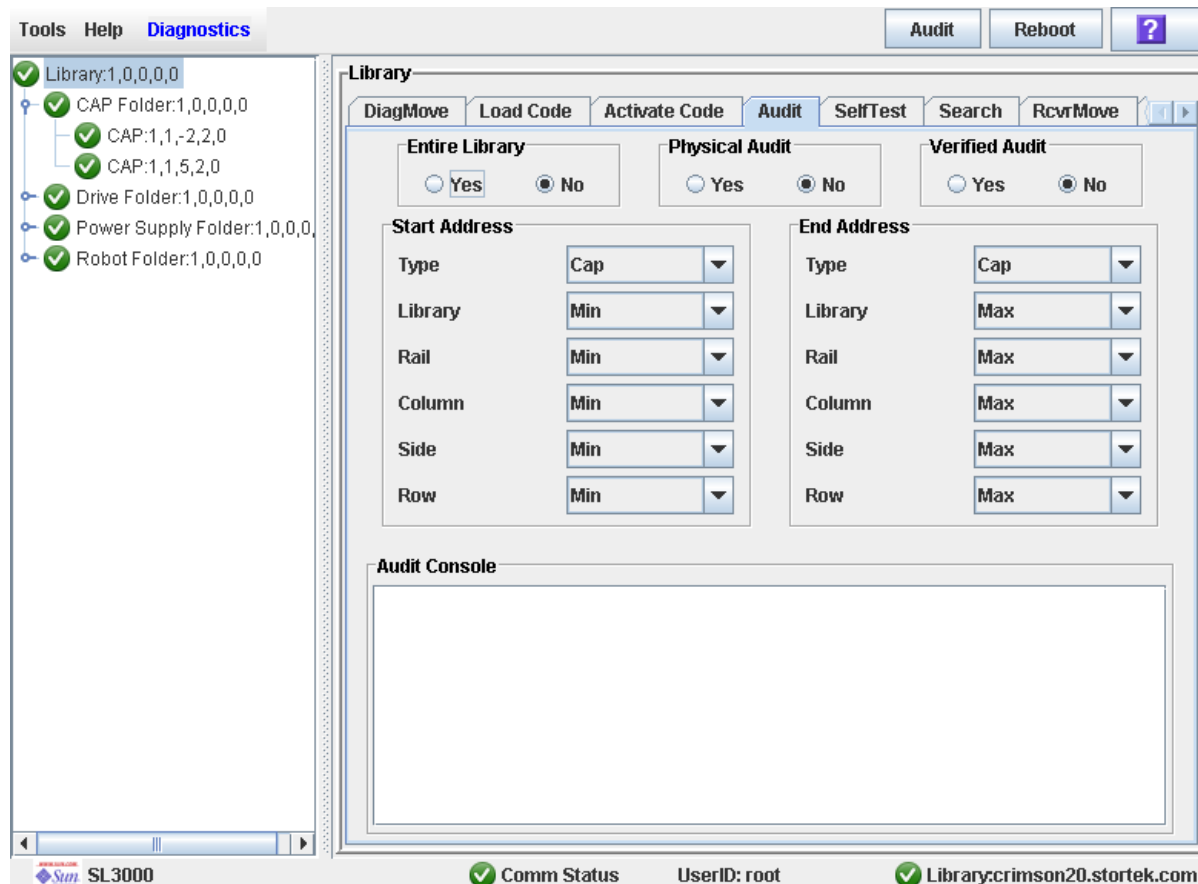 Tools Help Diagnostics Audit Reboot ?
Library:1,0,0,0,0
CAP Folder:1,0,0,0,0
CAP:1,1,-2,2,0
CAP:1,1,5,2,0
Drive Folder:1,0,0,0,0
Power Supply Folder:1,0,0,0,
Robot Folder:1,0,0,0,0
Library
DiagMove Load Code Activate Code Audit SelfTest Search RcvrMove
Entire Library Physical Audit Verified Audit
Yes No Yes No Yes No
Start Address End Address
Type Cap Type Cap
Library Min Library Max
Rail Min Rail Max
Column Min Column Max
Side Min Side Max
Row Min Row Max
Audit Console
Sun SL3000 Comm Status UserID: root Library:crimson20.stortek.com